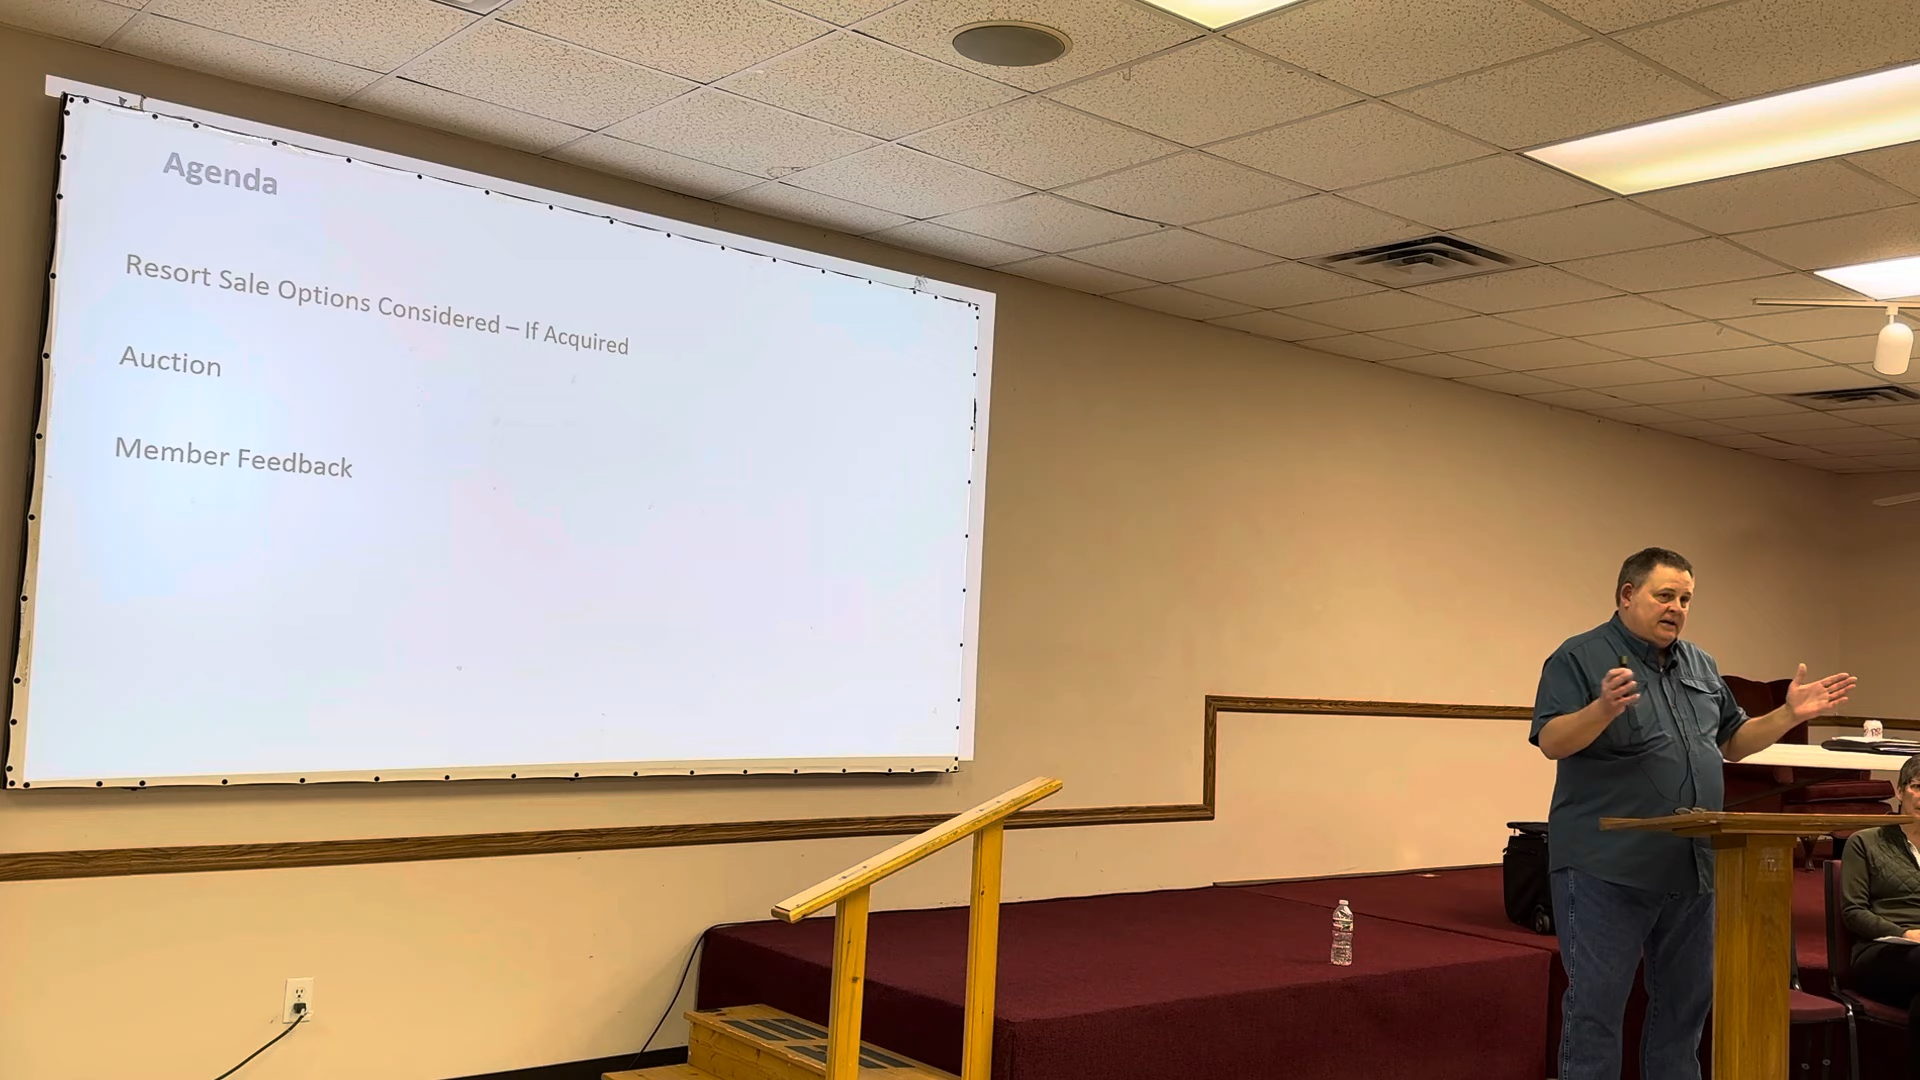 Agenda
Resort Sale Options Considered – If Acquired
Auction
Member Feedback